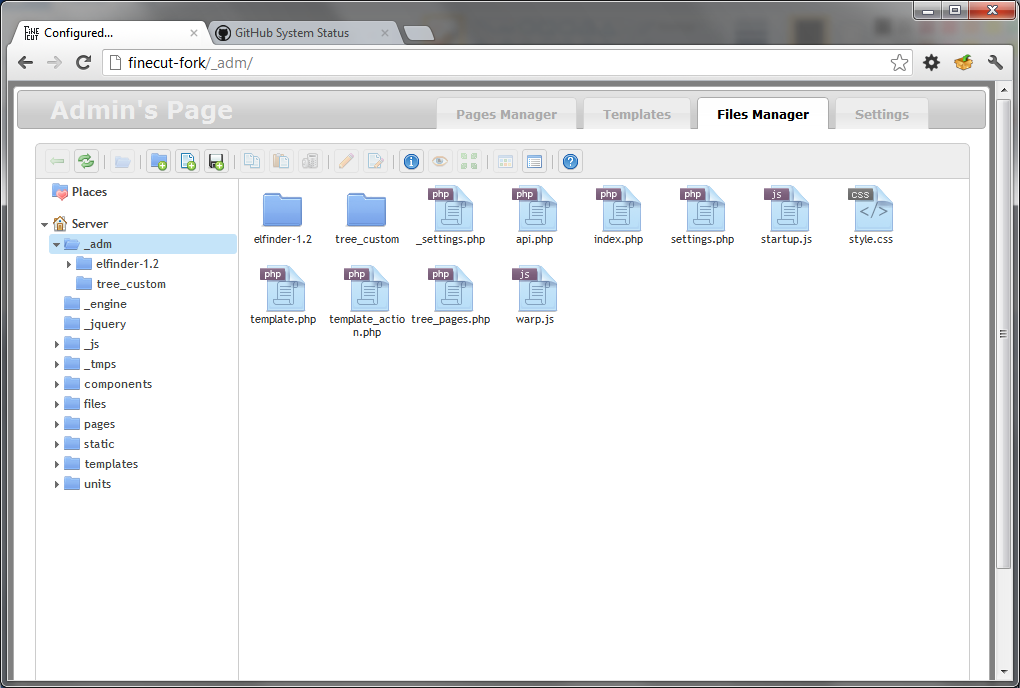 FINE CUT Configured...
GitHub System Status
finecut-fork/_adm/
Admin's Page
Pages Manager
Templates
Files Manager
Settings
Places
Server
_adm
elfinder-1.2
tree_custom
_engine
_jquery
_js
_tmps
components
files
pages
static
templates
units
php
php
php
php
js
css
</>
elfinder-1.2
tree_custom
_settings.php
api.php
index.php
settings.php
startup.js
style.css
php
php
php
js
template.php
template_actio
n.php
tree_pages.php
warp.js